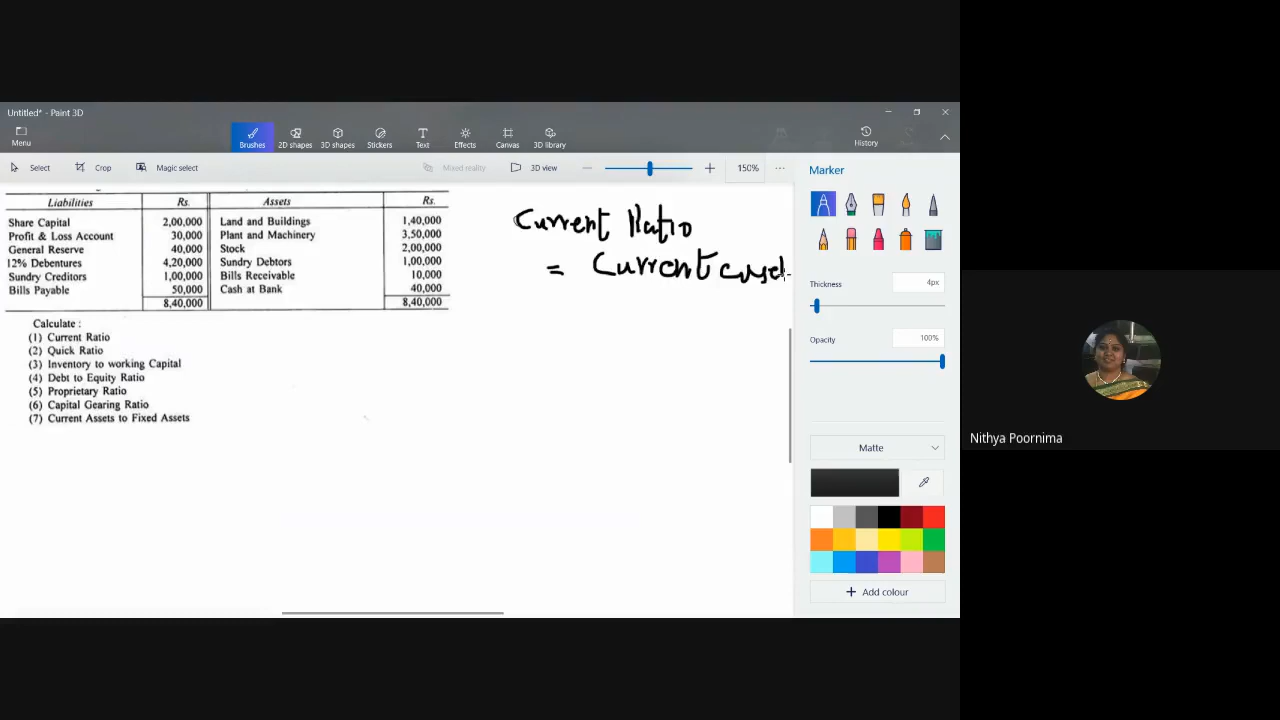 Untitled* - Paint 3D
Menu
Brushes
2D shapes
3D shapes
Stickers
Text
Effects
Canvas
3D library
History
Select
Crop
Magic select
Mixed reality
3D view
150%
Marker
Liabilities Rs. Assets Rs.
Share Capital 2,00,000 Land and Buildings 1,40,000
Profit & Loss Account 30,000 Plant and Machinery 3,50,000
General Reserve 40,000 Stock 2,00,000
12% Debentures 4,20,000 Sundry Debtors 1,00,000
Sundry Creditors 1,00,000 Bills Receivable 10,000
Bills Payable 50,000 Cash at Bank 40,000
8,40,000 8,40,000
Calculate :
(1) Current Ratio
(2) Quick Ratio
(3) Inventory to working Capital
(4) Debt to Equity Ratio
(5) Proprietary Ratio
(6) Capital Gearing Ratio
(7) Current Assets to Fixed Assets
Current Ratio
= Current
Thickness
4px
Opacity
100%
Matte
+ Add colour
Nithya Poornima